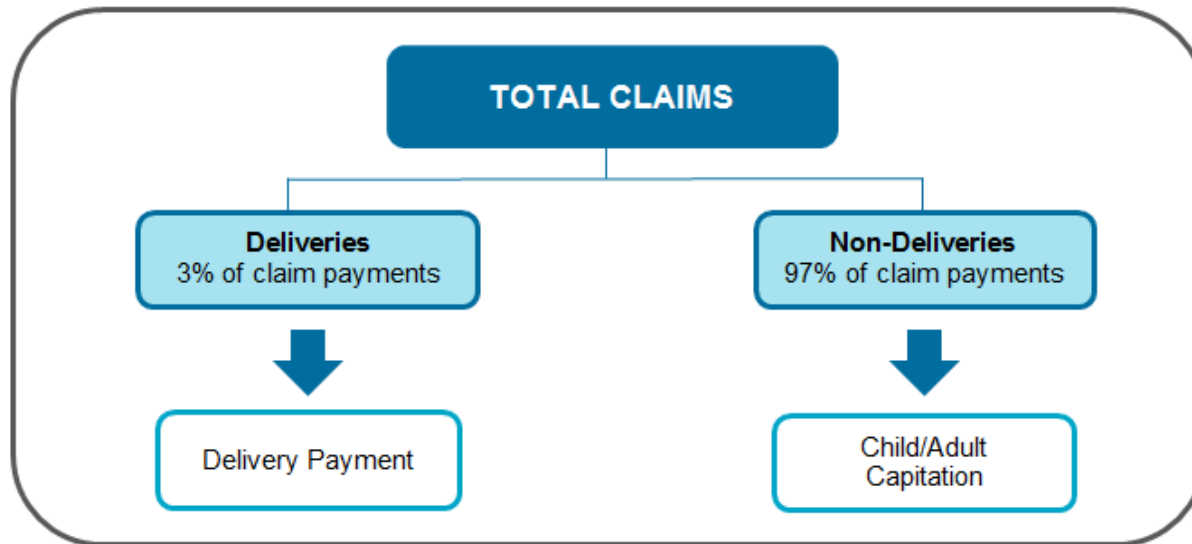 TOTAL CLAIMS
Deliveries
3% of claim payments
Non-Deliveries
97% of claim payments
Delivery Payment
Child/Adult
Capitation